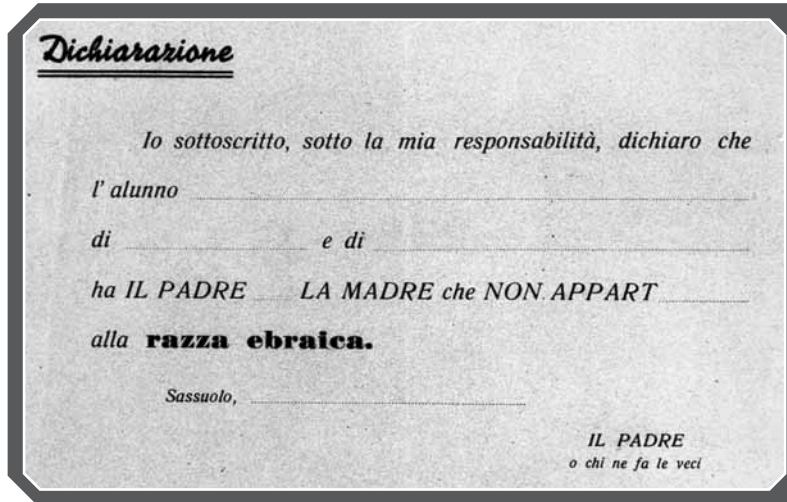 Dichiarazione
Io sottoscritto, sotto la mia responsabilità, dichiaro che
l'alunno
di e di
ha IL PADRE LA MADRE che NON APPART
alla razza ebraica.
Sassuolo,
IL PADRE
o chi ne fa le veci